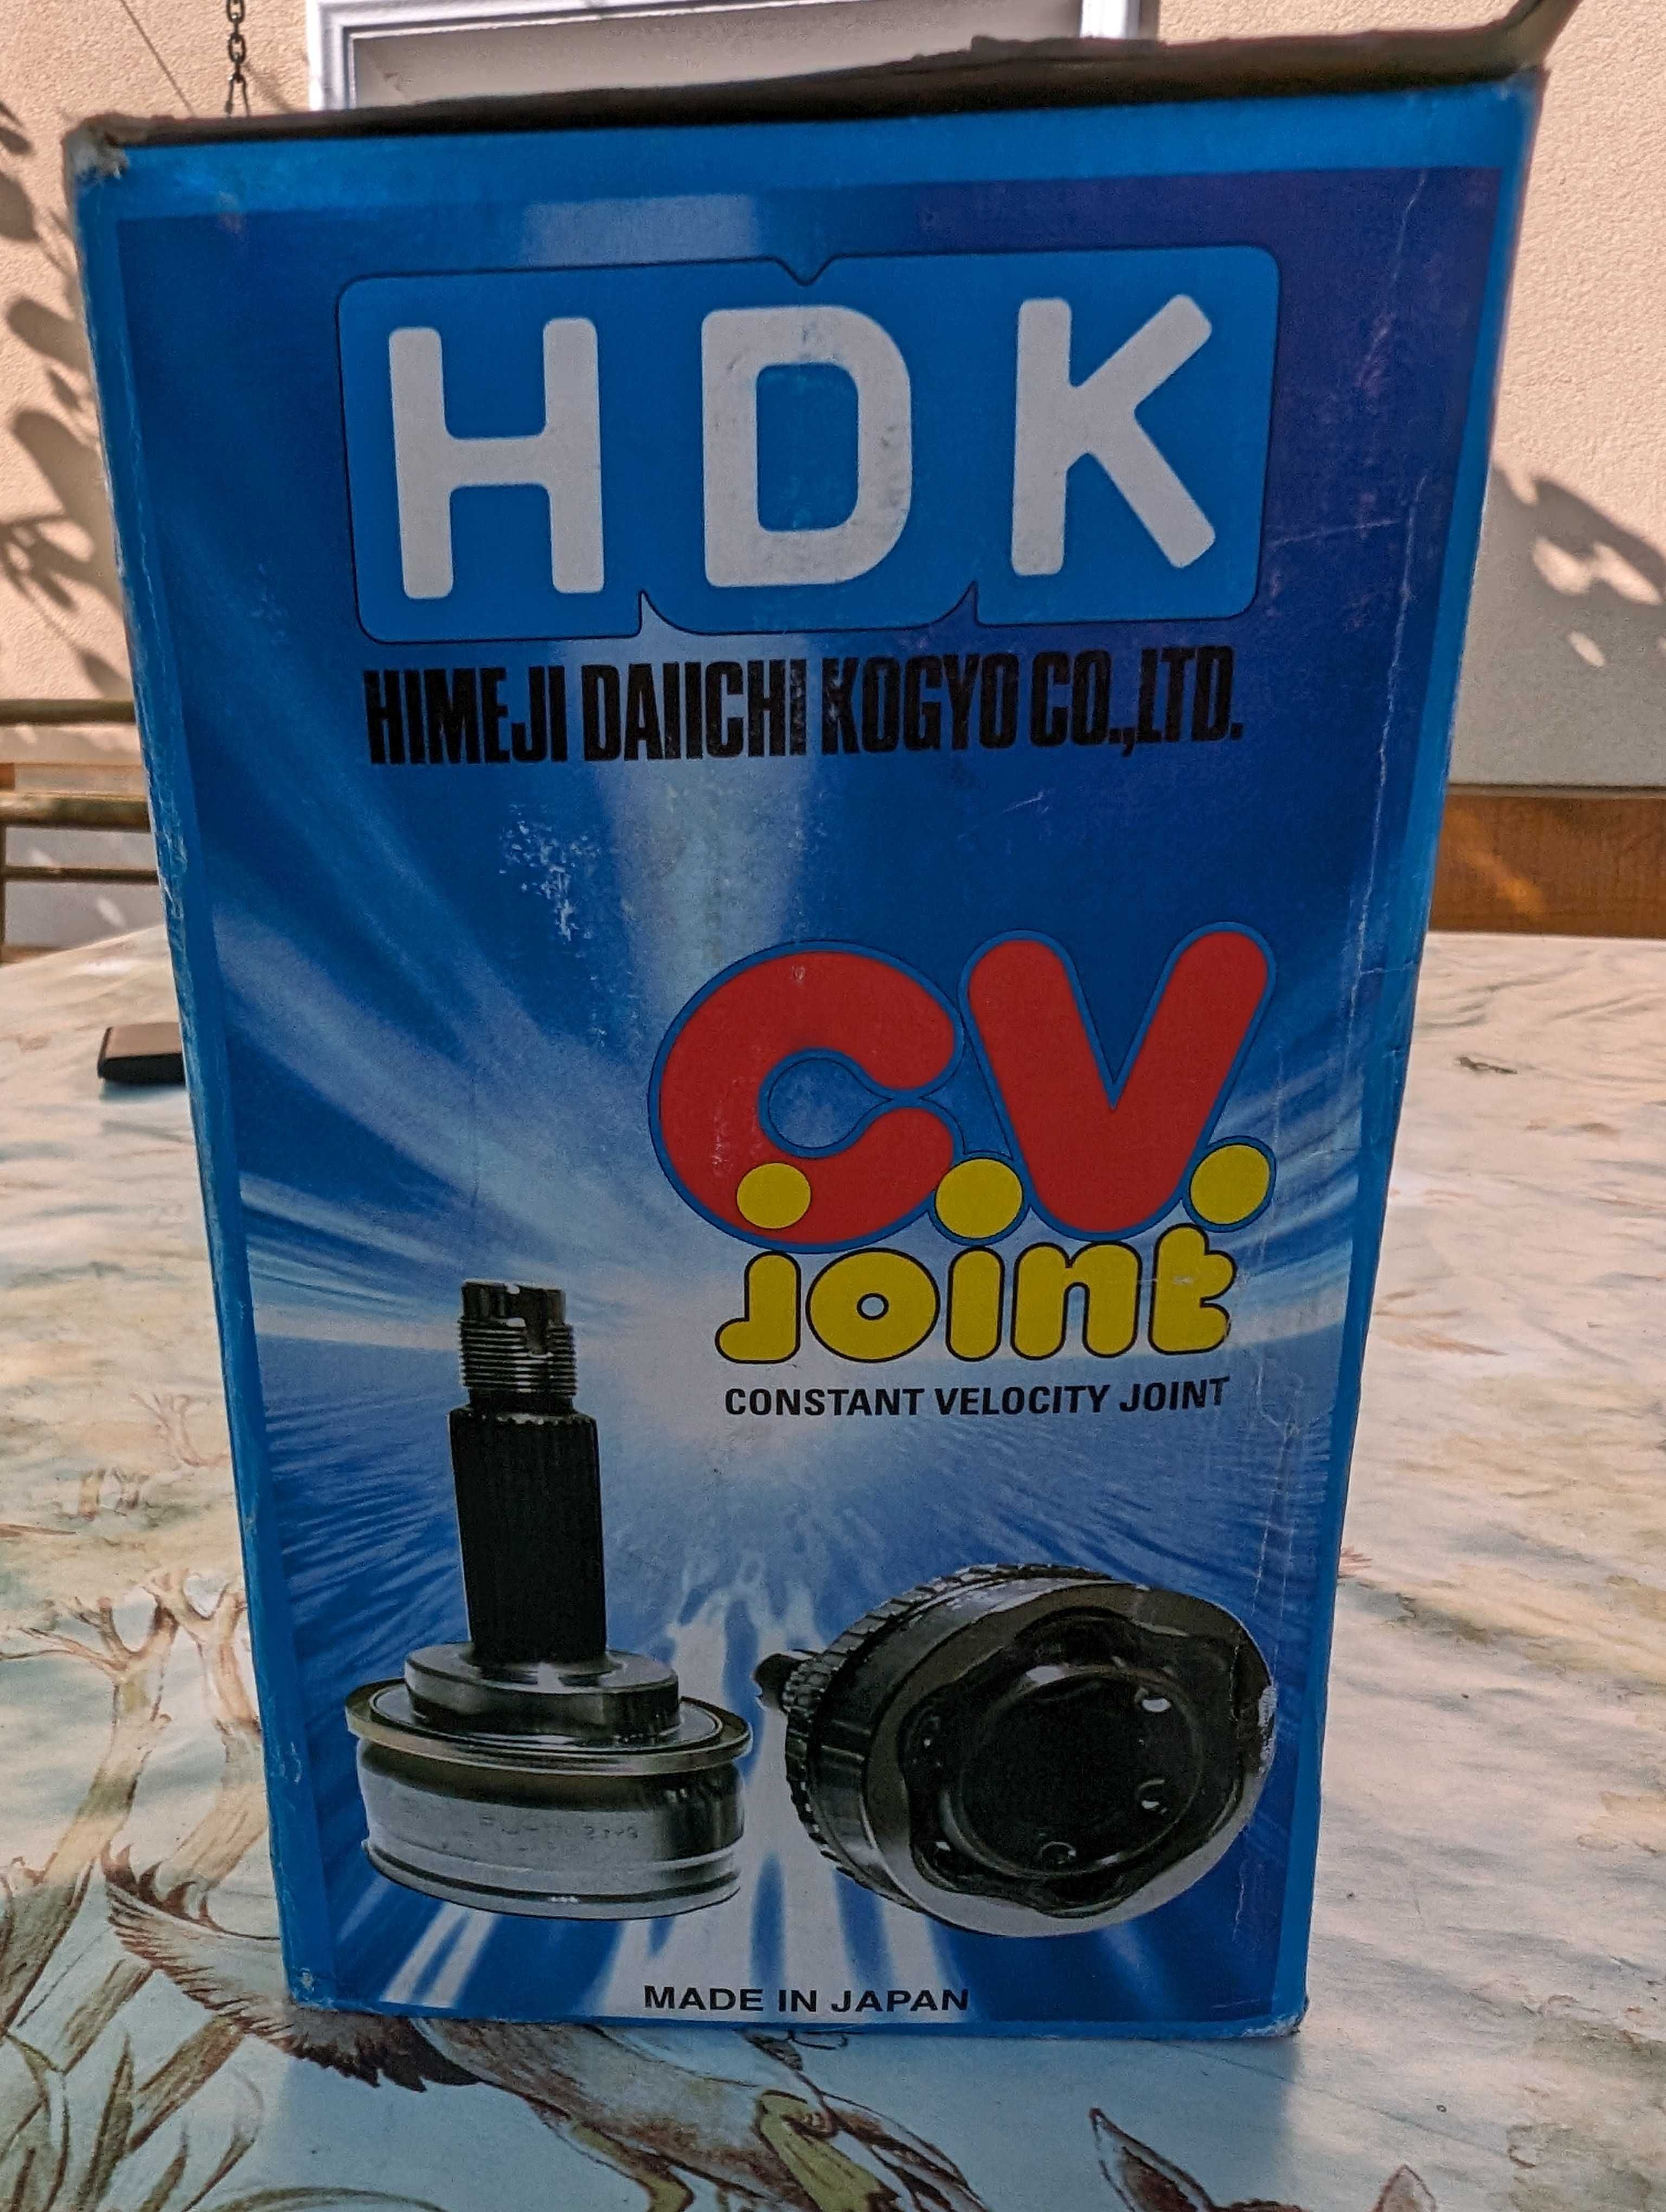 HDK
HIMEJI DAIICHI KOGYO CO.,LTD.
C.V.
joint
CONSTANT VELOCITY JOINT
MADE IN JAPAN